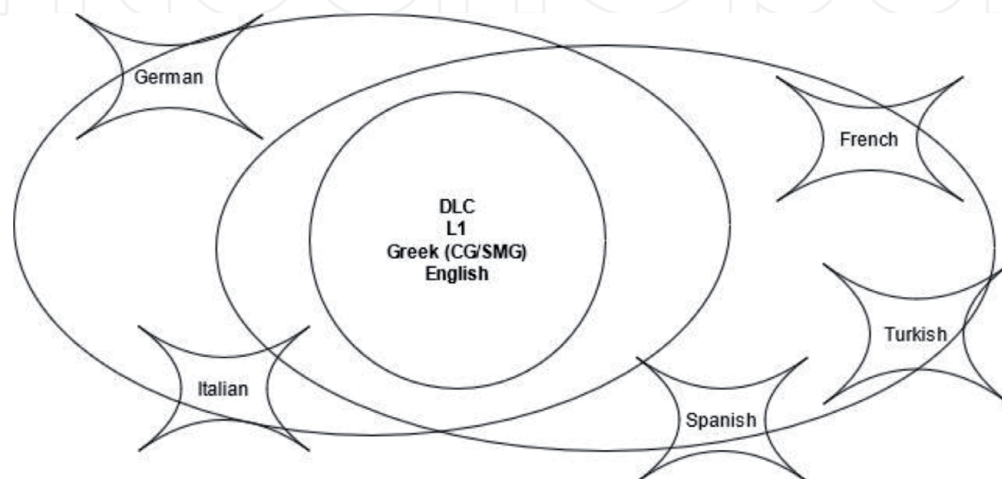 German
French
DLC
L1
Greek (CG/SMG)
English
Turkish
Italian
Spanish